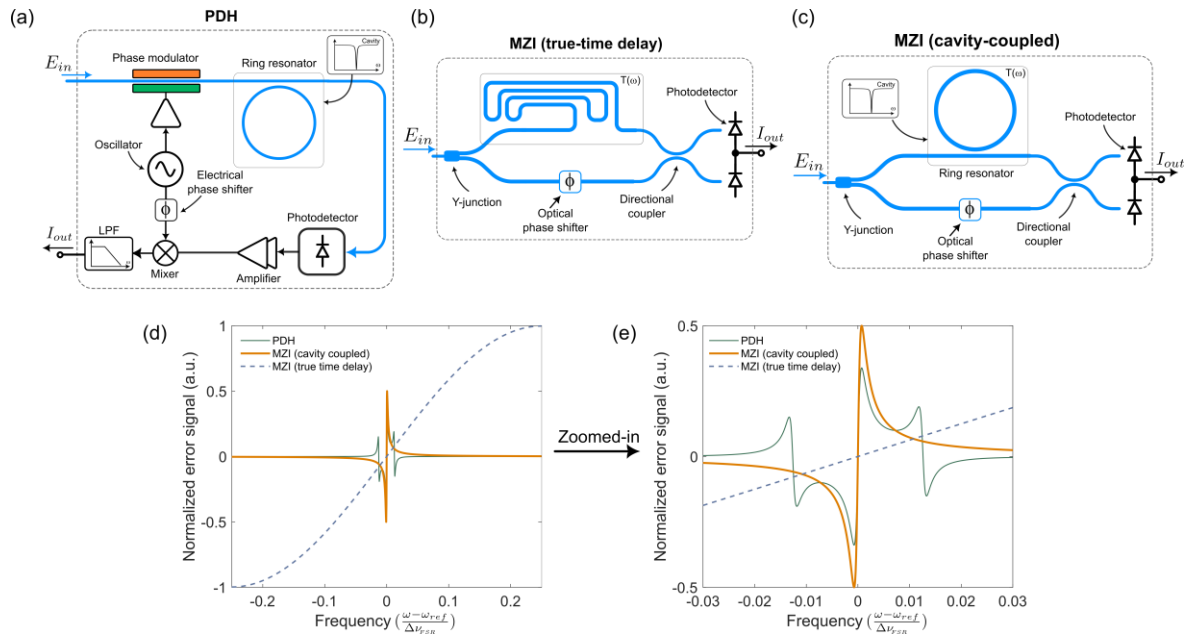 (a)
PDH
E_in
Phase modulator
Ring resonator
Cavity
ω
Oscillator
Electrical
phase shifter
ϕ
I_out
LPF
ω
Mixer
Amplifier
Photodetector
(b)
MZI (true-time delay)
T(ω)
Photodetector
E_in
I_out
ϕ
Y-junction
Optical
phase shifter
Directional
coupler
(c)
MZI (cavity-coupled)
T(ω)
Cavity
ω
Photodetector
E_in
Ring resonator
I_out
ϕ
Y-junction
Optical
phase shifter
Directional
coupler
(d)
Normalized error signal (a.u.)
1
0.5
0
-0.5
-1
PDH
MZI (cavity coupled)
MZI (true time delay)
-0.2
-0.1
0
0.1
0.2
Frequency (ω−ω_ref / Δν_FSR)
Zoomed-in
(e)
Normalized error signal (a.u.)
0.5
0
-0.5
PDH
MZI (cavity coupled)
MZI (true time delay)
-0.03
-0.02
-0.01
0
0.01
0.02
0.03
Frequency (ω−ω_ref / Δν_FSR)